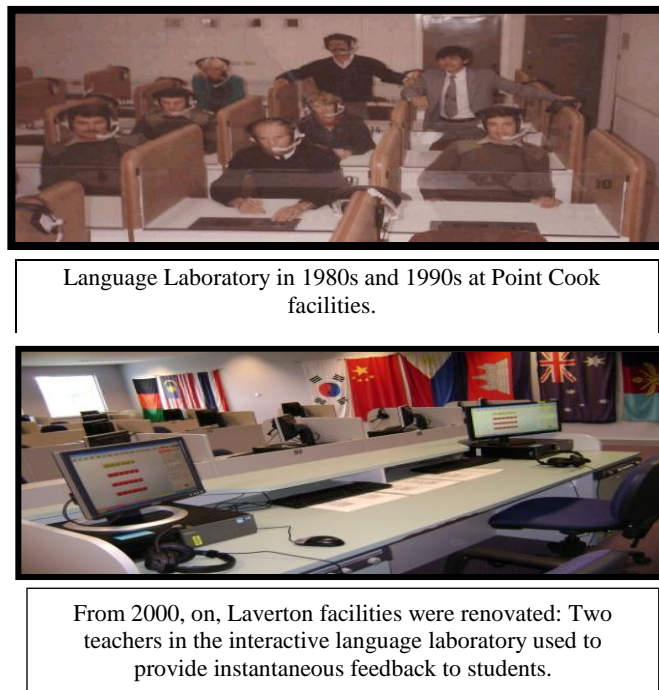 Language Laboratory in 1980s and 1990s at Point Cook
facilities.
From 2000, on, Laverton facilities were renovated: Two
teachers in the interactive language laboratory used to
provide instantaneous feedback to students.